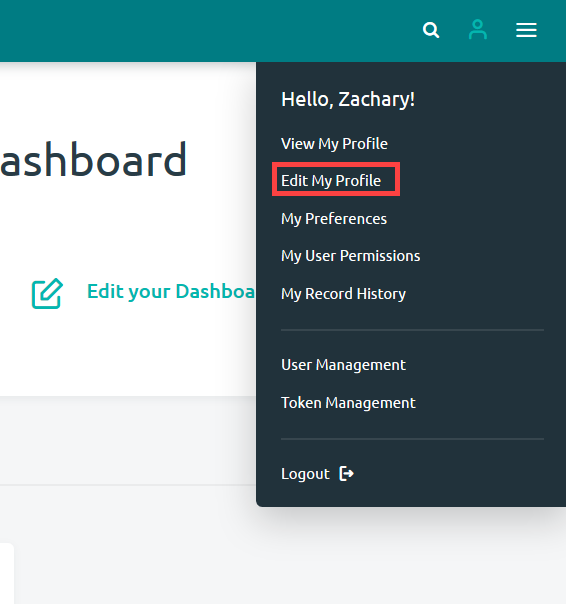 ashboard
Edit your Dashboa
Hello, Zachary!
View My Profile
Edit My Profile
My Preferences
My User Permissions
My Record History
User Management
Token Management
Logout